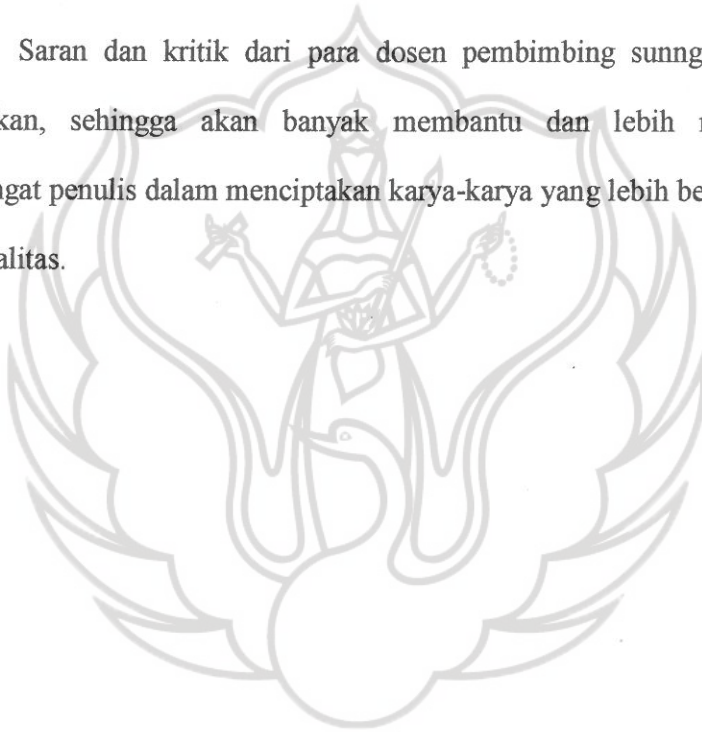 Saran dan kritik dari para dosen pembimbing sunng
kan, sehingga akan banyak membantu dan lebih
gat penulis dalam menciptakan karya-karya yang lebih be
alitas.